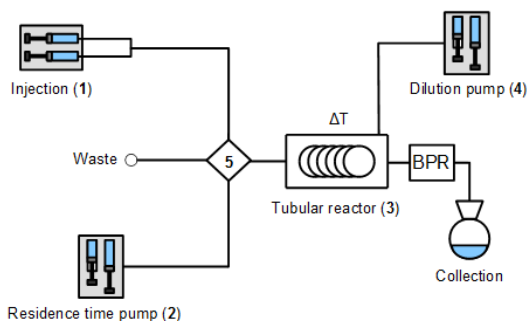 Injection (1)
Dilution pump (4)
ΔT
Waste
5
BPR
Tubular reactor (3)
Collection
Residence time pump (2)